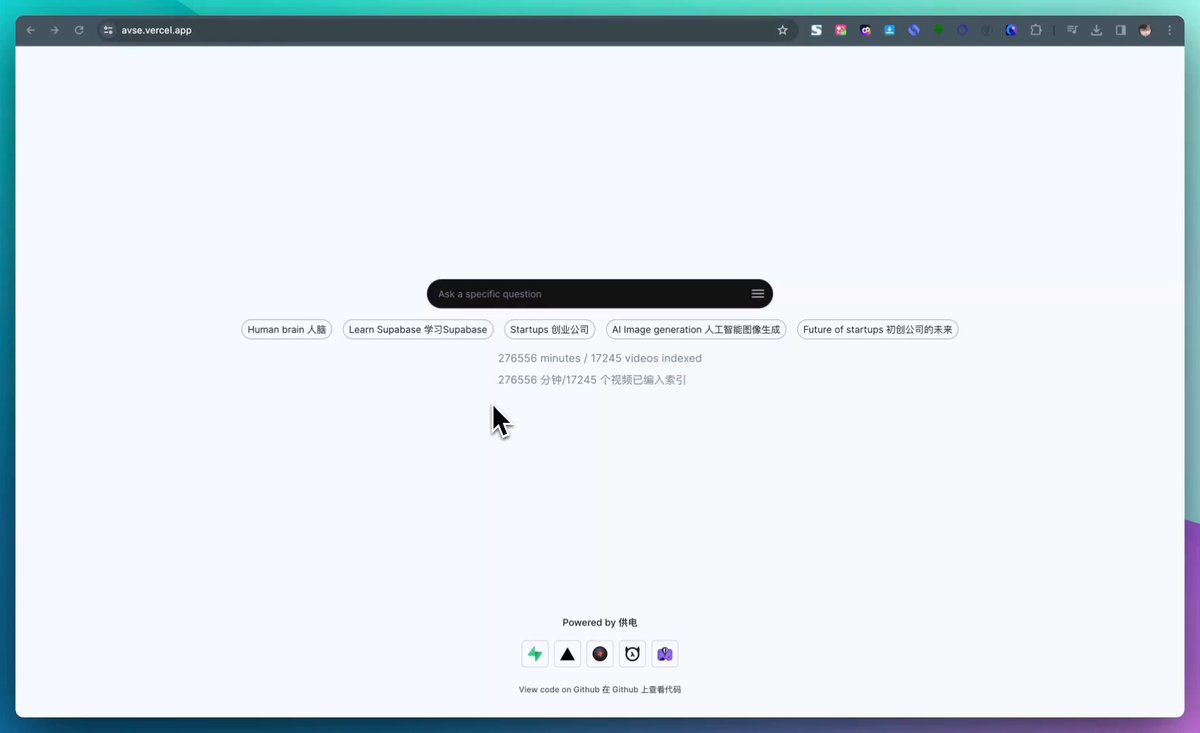 avse.vercel.app
Ask a specific question
Human brain 人脑
Learn Supabase 学习Supabase
Startups 创业公司
AI Image generation 人工智能图像生成
Future of startups 初创公司的未来
276556 minutes / 17245 videos indexed
276556 分钟/17245 个视频已编入索引
Powered by 供电
View code on Github 在 Github 上查看代码